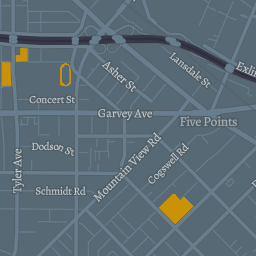 Asher St
Lansdale St
Concert St
Garvey Ave
Five Points
Dodson St
Mountain View Rd
Cogswell Rd
Tyler Ave
Schmidt Rd